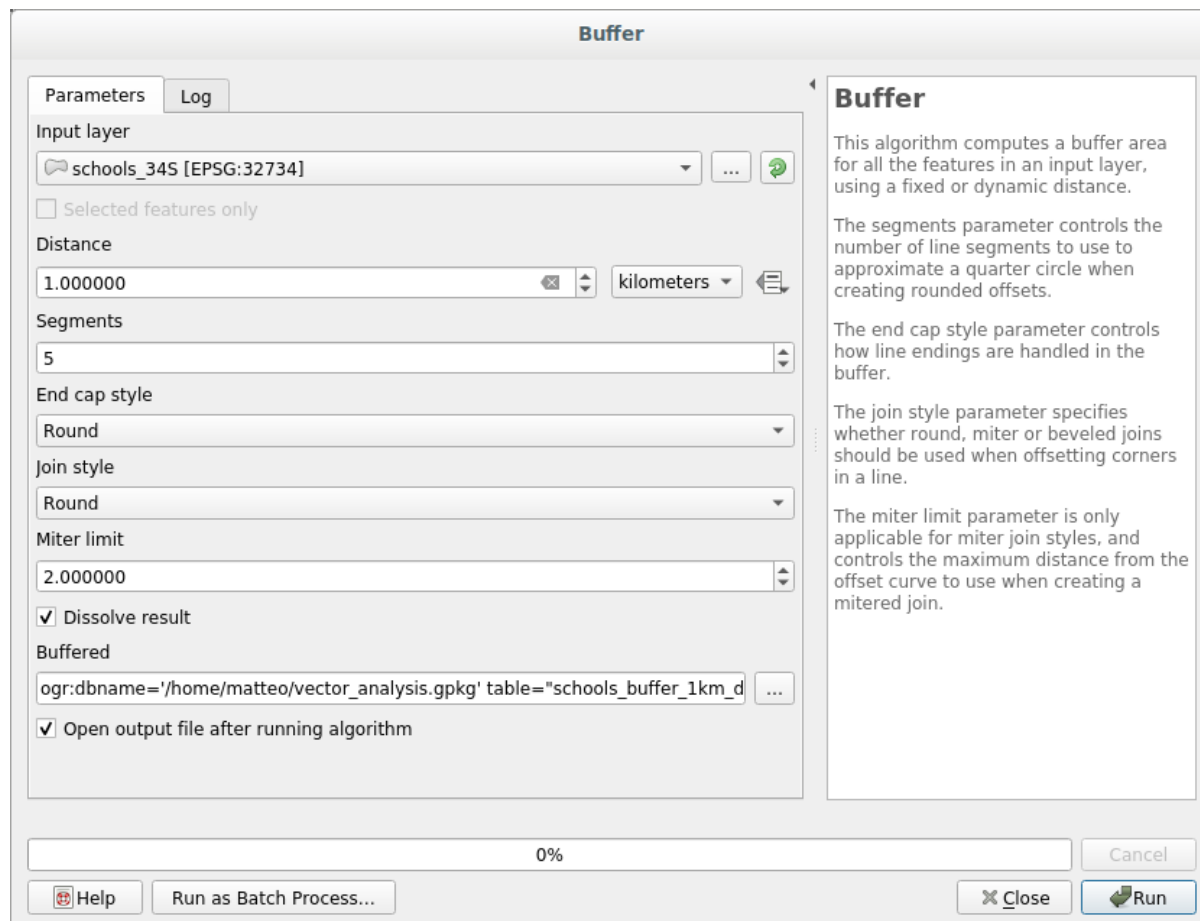 Buffer
Parameters
Log
Input layer
schools_34S [EPSG:32734]
...
Selected features only
Distance
1.000000
kilometers
Segments
5
End cap style
Round
Join style
Round
Miter limit
2.000000
Dissolve result
Buffered
ogr:dbname='/home/matteo/vector_analysis.gpkg' table="schools_buffer_1km_d
...
Open output file after running algorithm
Buffer
This algorithm computes a buffer area
for all the features in an input layer,
using a fixed or dynamic distance.
The segments parameter controls the
number of line segments to use to
approximate a quarter circle when
creating rounded offsets.
The end cap style parameter controls
how line endings are handled in the
buffer.
The join style parameter specifies
whether round, miter or beveled joins
should be used when offsetting corners
in a line.
The miter limit parameter is only
applicable for miter join styles, and
controls the maximum distance from the
offset curve to use when creating a
mitered join.
0%
Cancel
Help
Run as Batch Process...
Close
Run